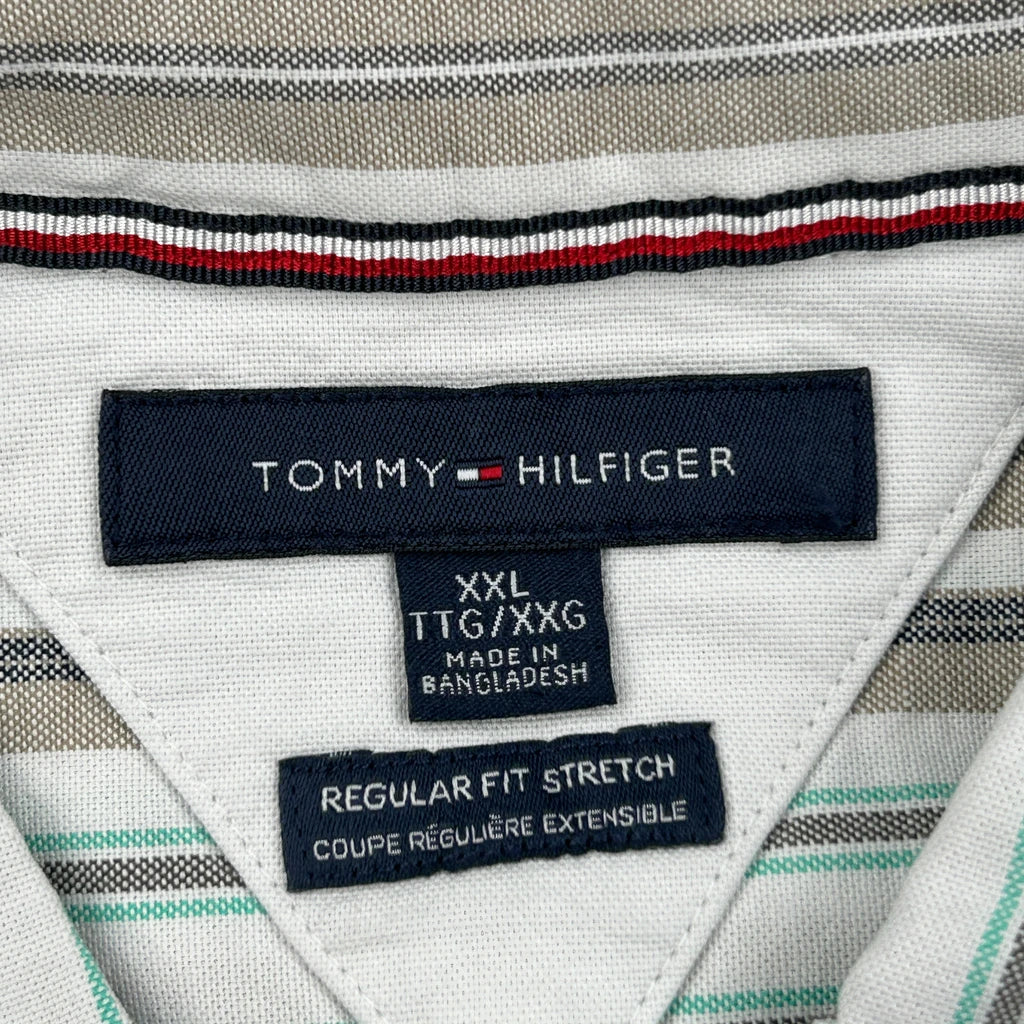 TOMMY HILFIGER
XXL
TTG/XXG
MADE IN
BANGLADESH
REGULAR FIT STRETCH
COUPE RÉGULIÈRE EXTENSIBLE